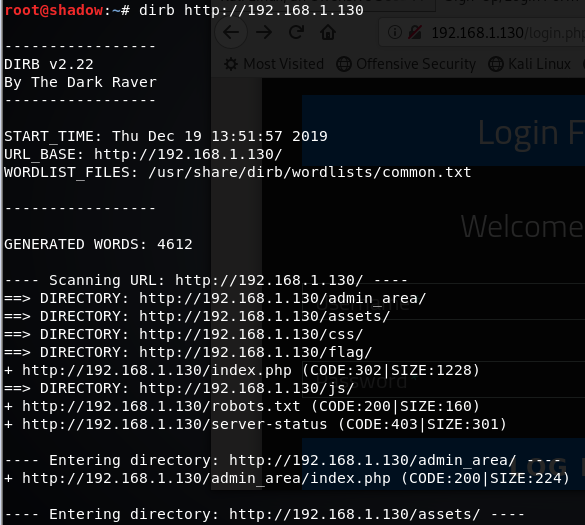 root@shadow:~# dirb http://192.168.1.130
192.168.1.130/login.ph
-----------------
DIRB v2.22
Most Visited Offensive Security Kali Linux
By The Dark Raver
-----------------
START_TIME: Thu Dec 19 13:51:57 2019
Login F
URL_BASE: http://192.168.1.130/
WORDLIST_FILES: /usr/share/dirb/wordlists/common.txt
-----------------
Welcome
GENERATED WORDS: 4612
---- Scanning URL: http://192.168.1.130/ ----
==> DIRECTORY: http://192.168.1.130/admin_area/
==> DIRECTORY: http://192.168.1.130/assets/
==> DIRECTORY: http://192.168.1.130/css/
==> DIRECTORY: http://192.168.1.130/flag/
+ http://192.168.1.130/index.php (CODE:302|SIZE:1228)
==> DIRECTORY: http://192.168.1.130/js/
+ http://192.168.1.130/robots.txt (CODE:200|SIZE:160)
+ http://192.168.1.130/server-status (CODE:403|SIZE:301)
---- Entering directory: http://192.168.1.130/admin_area/ ----
LOG
+ http://192.168.1.130/admin_area/index.php (CODE:200|SIZE:224)
---- Entering directory: http://192.168.1.130/assets/ ----